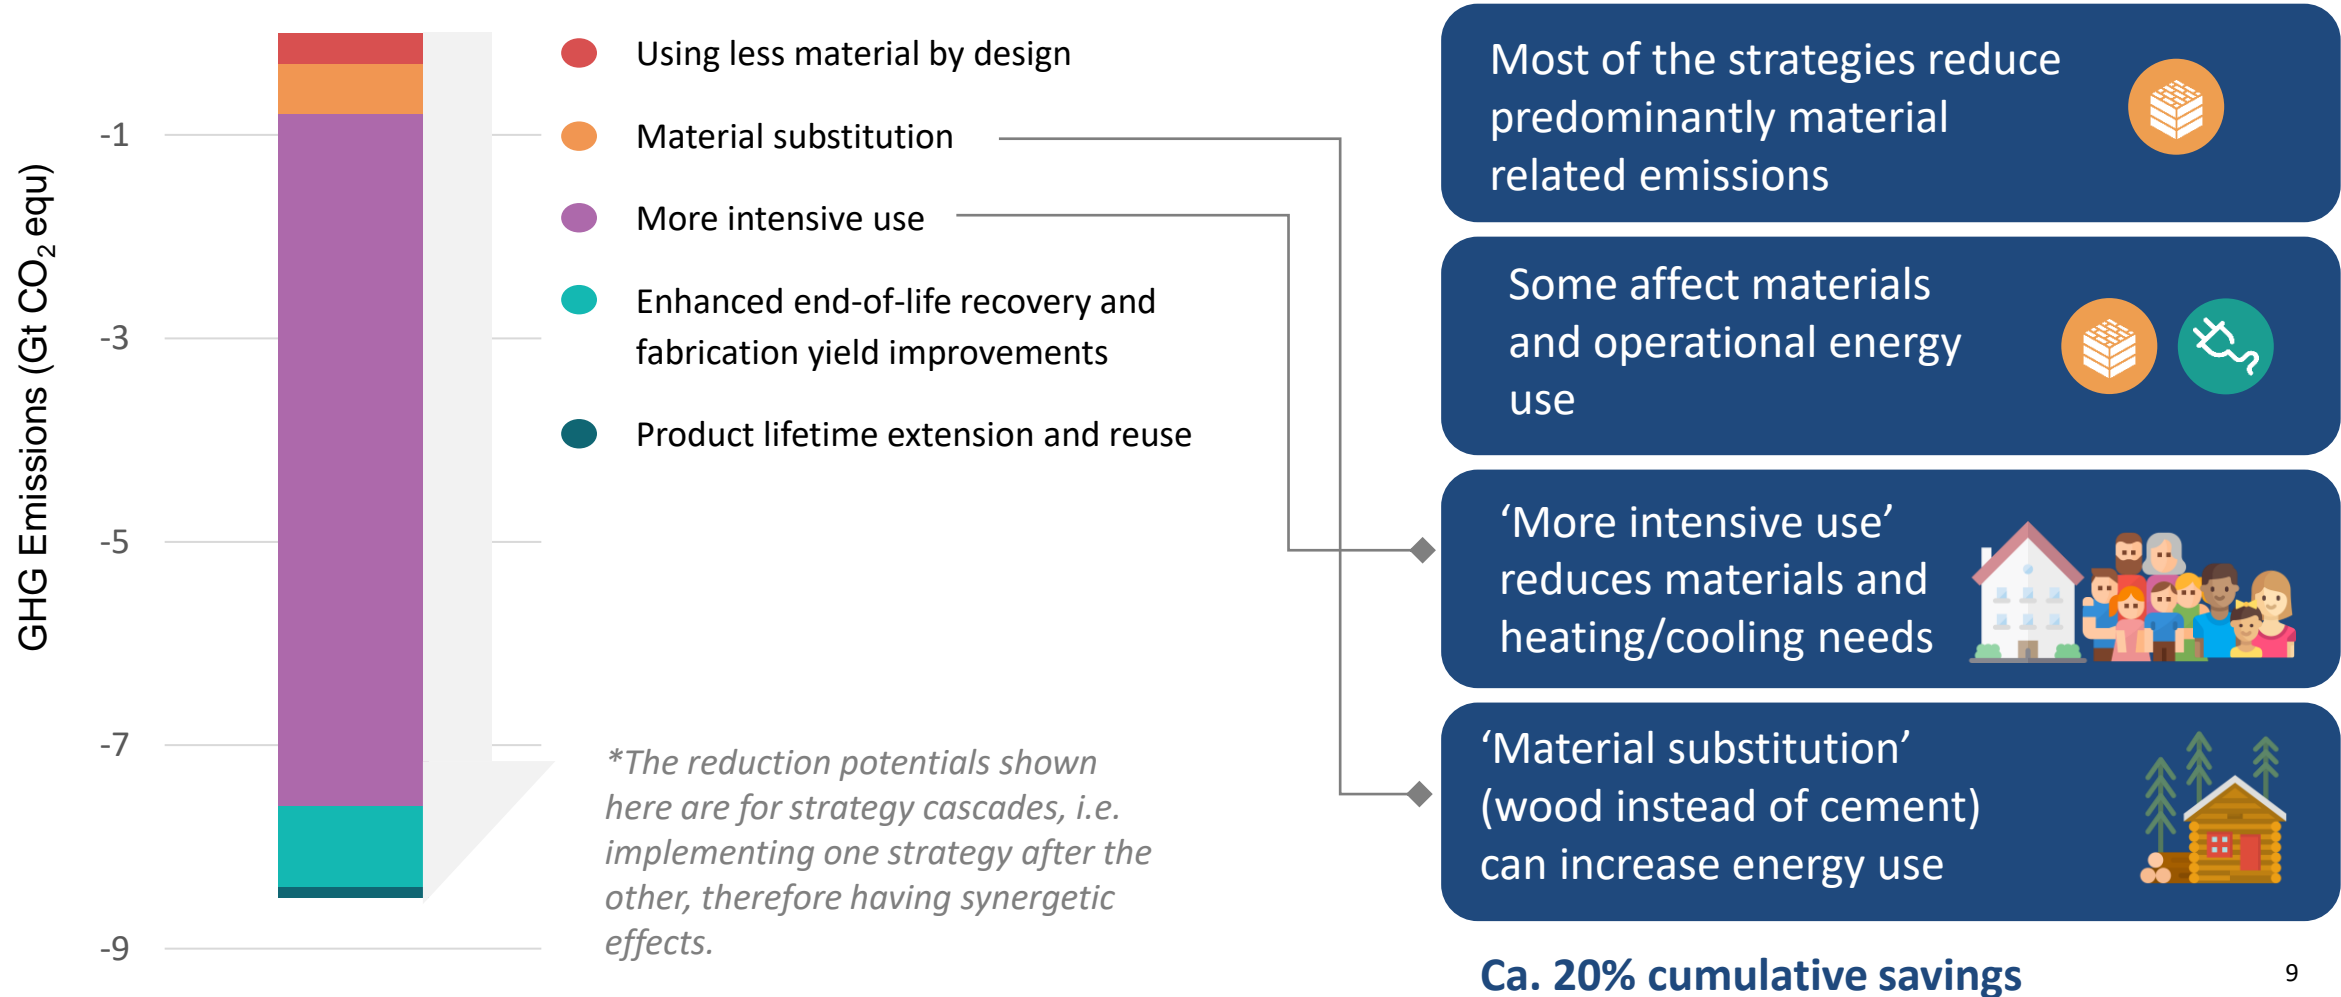 GHG Emissions (Gt CO₂ equ)
-1
-3
-5
-7
-9
Using less material by design
Material substitution
More intensive use
Enhanced end-of-life recovery and
fabrication yield improvements
Product lifetime extension and reuse
*The reduction potentials shown
here are for strategy cascades, i.e.
implementing one strategy after the
other, therefore having synergetic
effects.
Most of the strategies reduce
predominantly material
related emissions
Some affect materials
and operational energy
use
‘More intensive use’
reduces materials and
heating/cooling needs
‘Material substitution’
(wood instead of cement)
can increase energy use
Ca. 20% cumulative savings
9